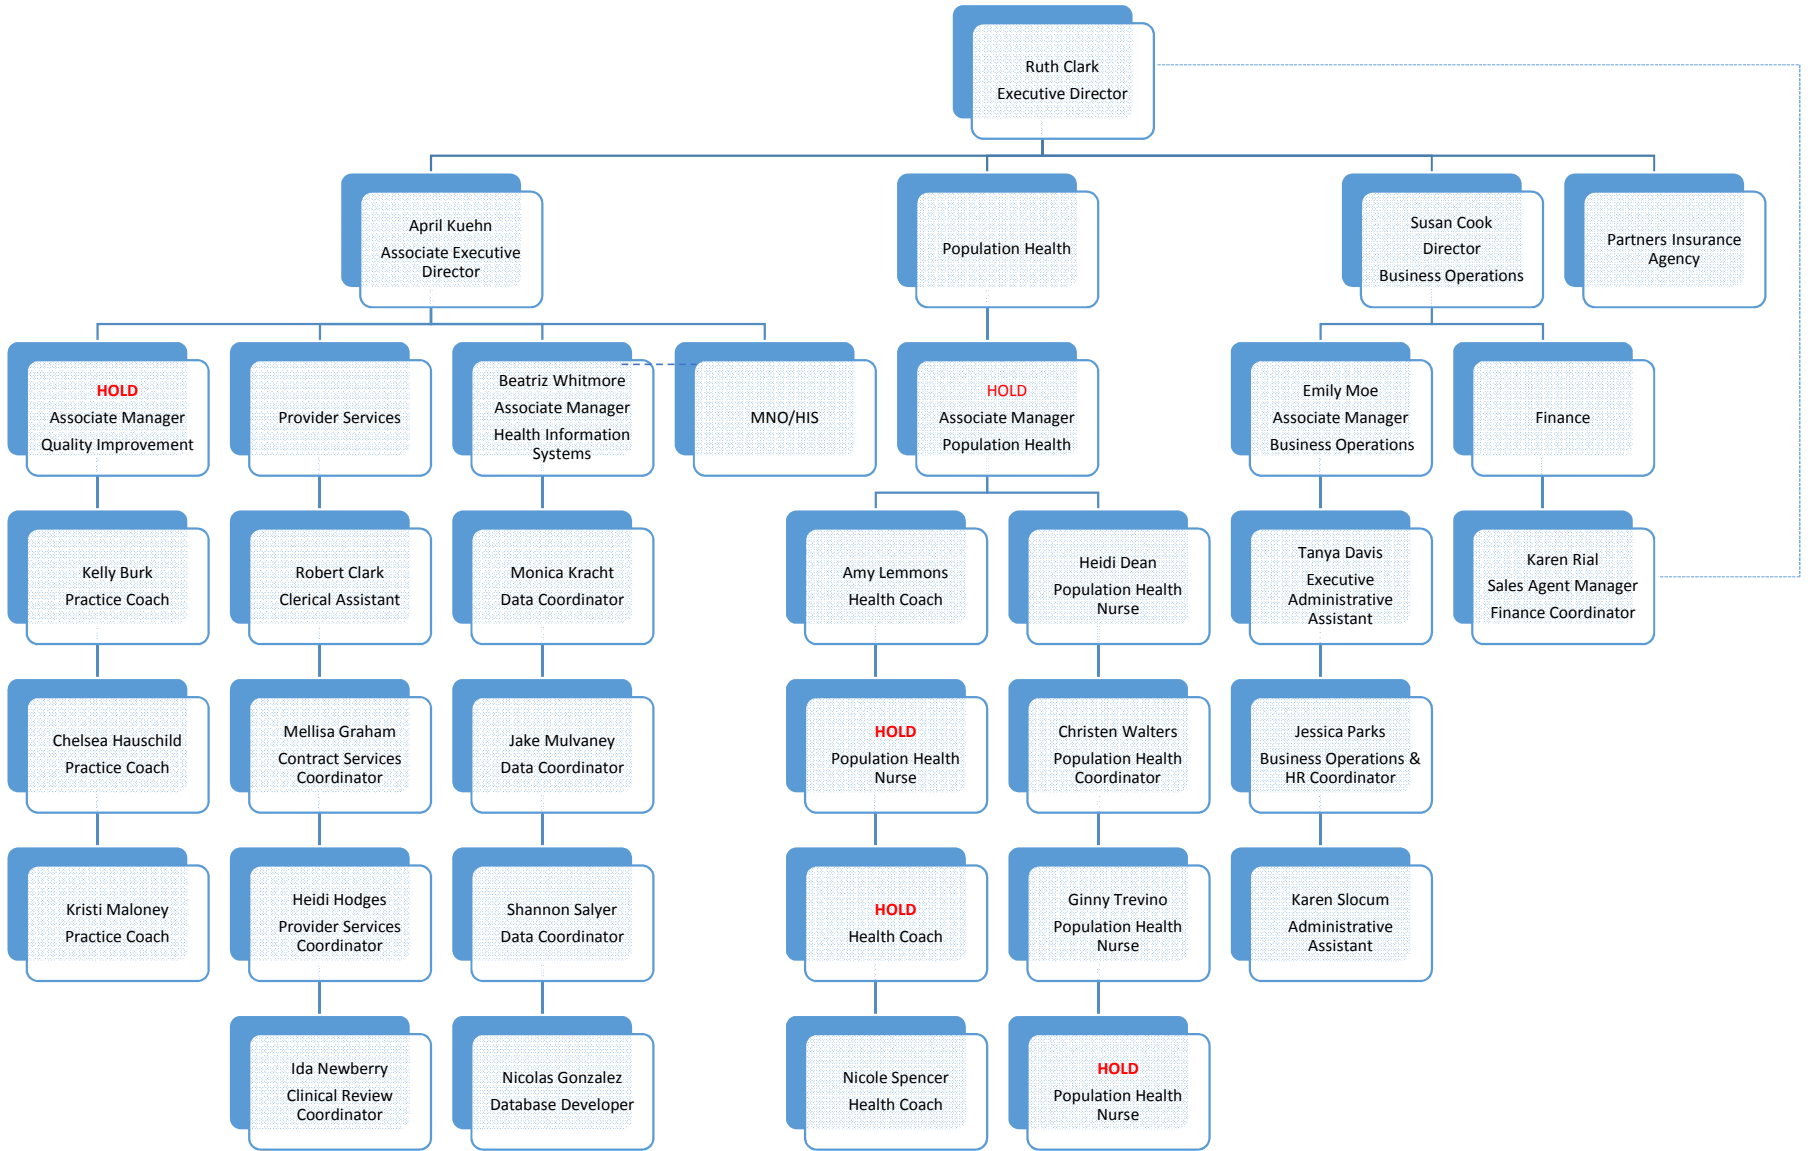 Ruth Clark
Executive Director
April Kuehn
Associate Executive
Director
Population Health
Susan Cook
Director
Business Operations
Partners Insurance
Agency
HOLD
Associate Manager
Quality Improvement
Provider Services
Beatriz Whitmore
Associate Manager
Health Information
Systems
MNO/HIS
HOLD
Associate Manager
Population Health
Emily Moe
Associate Manager
Business Operations
Finance
Kelly Burk
Practice Coach
Robert Clark
Clerical Assistant
Monica Kracht
Data Coordinator
Amy Lemmons
Health Coach
Heidi Dean
Population Health
Nurse
Tanya Davis
Executive
Administrative
Assistant
Karen Rial
Sales Agent Manager
Finance Coordinator
Chelsea Hauschild
Practice Coach
Mellisa Graham
Contract Services
Coordinator
Jake Mulvaney
Data Coordinator
HOLD
Population Health
Nurse
Christen Walters
Population Health
Coordinator
Jessica Parks
Business Operations &
HR Coordinator
Kristi Maloney
Practice Coach
Heidi Hodges
Provider Services
Coordinator
Shannon Salyer
Data Coordinator
HOLD
Health Coach
Ginny Trevino
Population Health
Nurse
Karen Slocum
Administrative
Assistant
Ida Newberry
Clinical Review
Coordinator
Nicolas Gonzalez
Database Developer
Nicole Spencer
Health Coach
HOLD
Population Health
Nurse